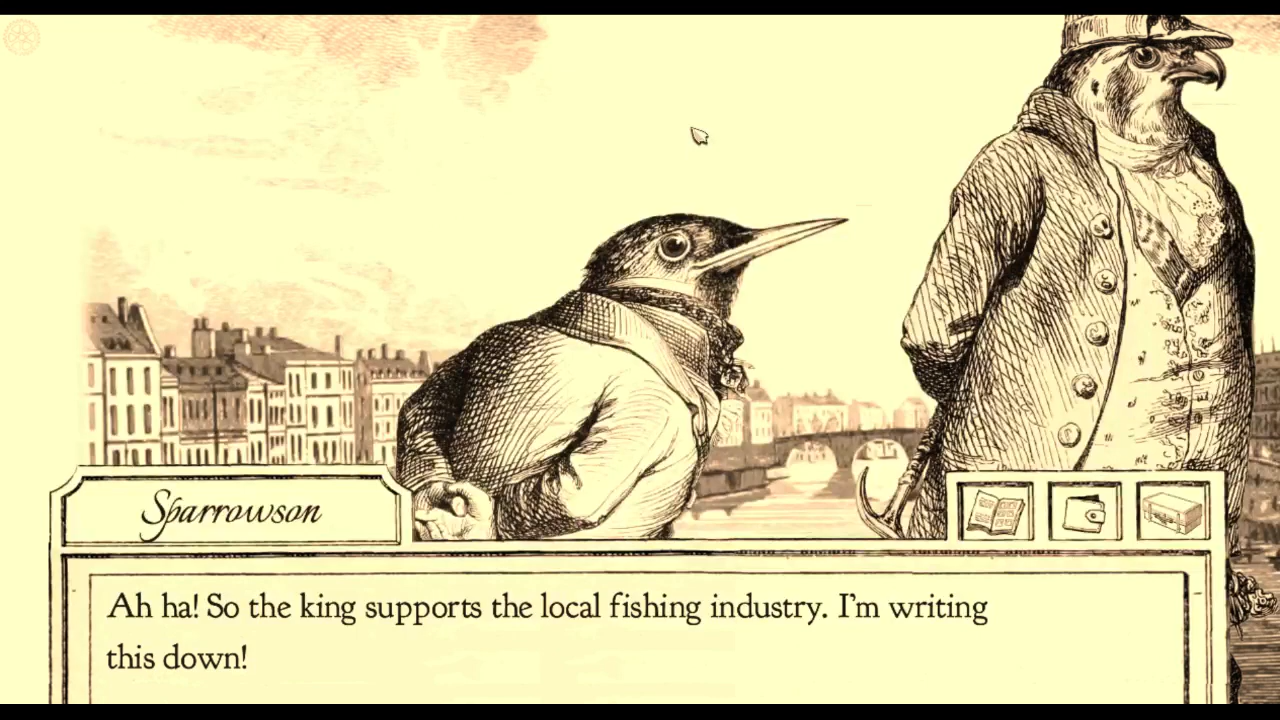 Sparrowson
Ah ha! So the king supports the local fishing industry. I'm writing
this down!